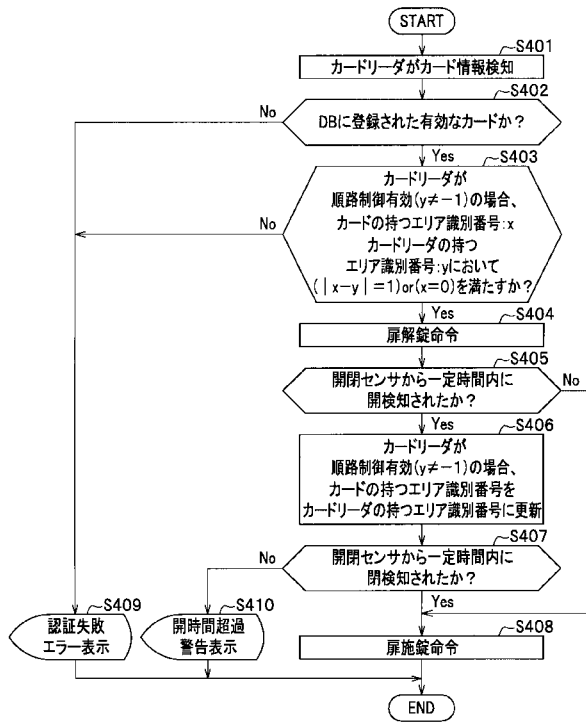 START
S401
カードリーダがカード情報検知
S402
DBに登録された有効なカードか?
No
Yes
S403
カードリーダが
順路制御有効(y≠−1)の場合、
カードの持つエリア識別番号:x
カードリーダの持つ
エリア識別番号:yにおいて
(|x−y|=1)or(x=0)を満たすか?
No
Yes
S404
扉解錠命令
S405
開閉センサから一定時間内に
開検知されたか?
No
Yes
S406
カードリーダが
順路制御有効(y≠−1)の場合、
カードの持つエリア識別番号を
カードリーダの持つエリア識別番号に更新
S407
開閉センサから一定時間内に
閉検知されたか?
No
Yes
S409
認証失敗
エラー表示
S410
開時間超過
警告表示
S408
扉施錠命令
END